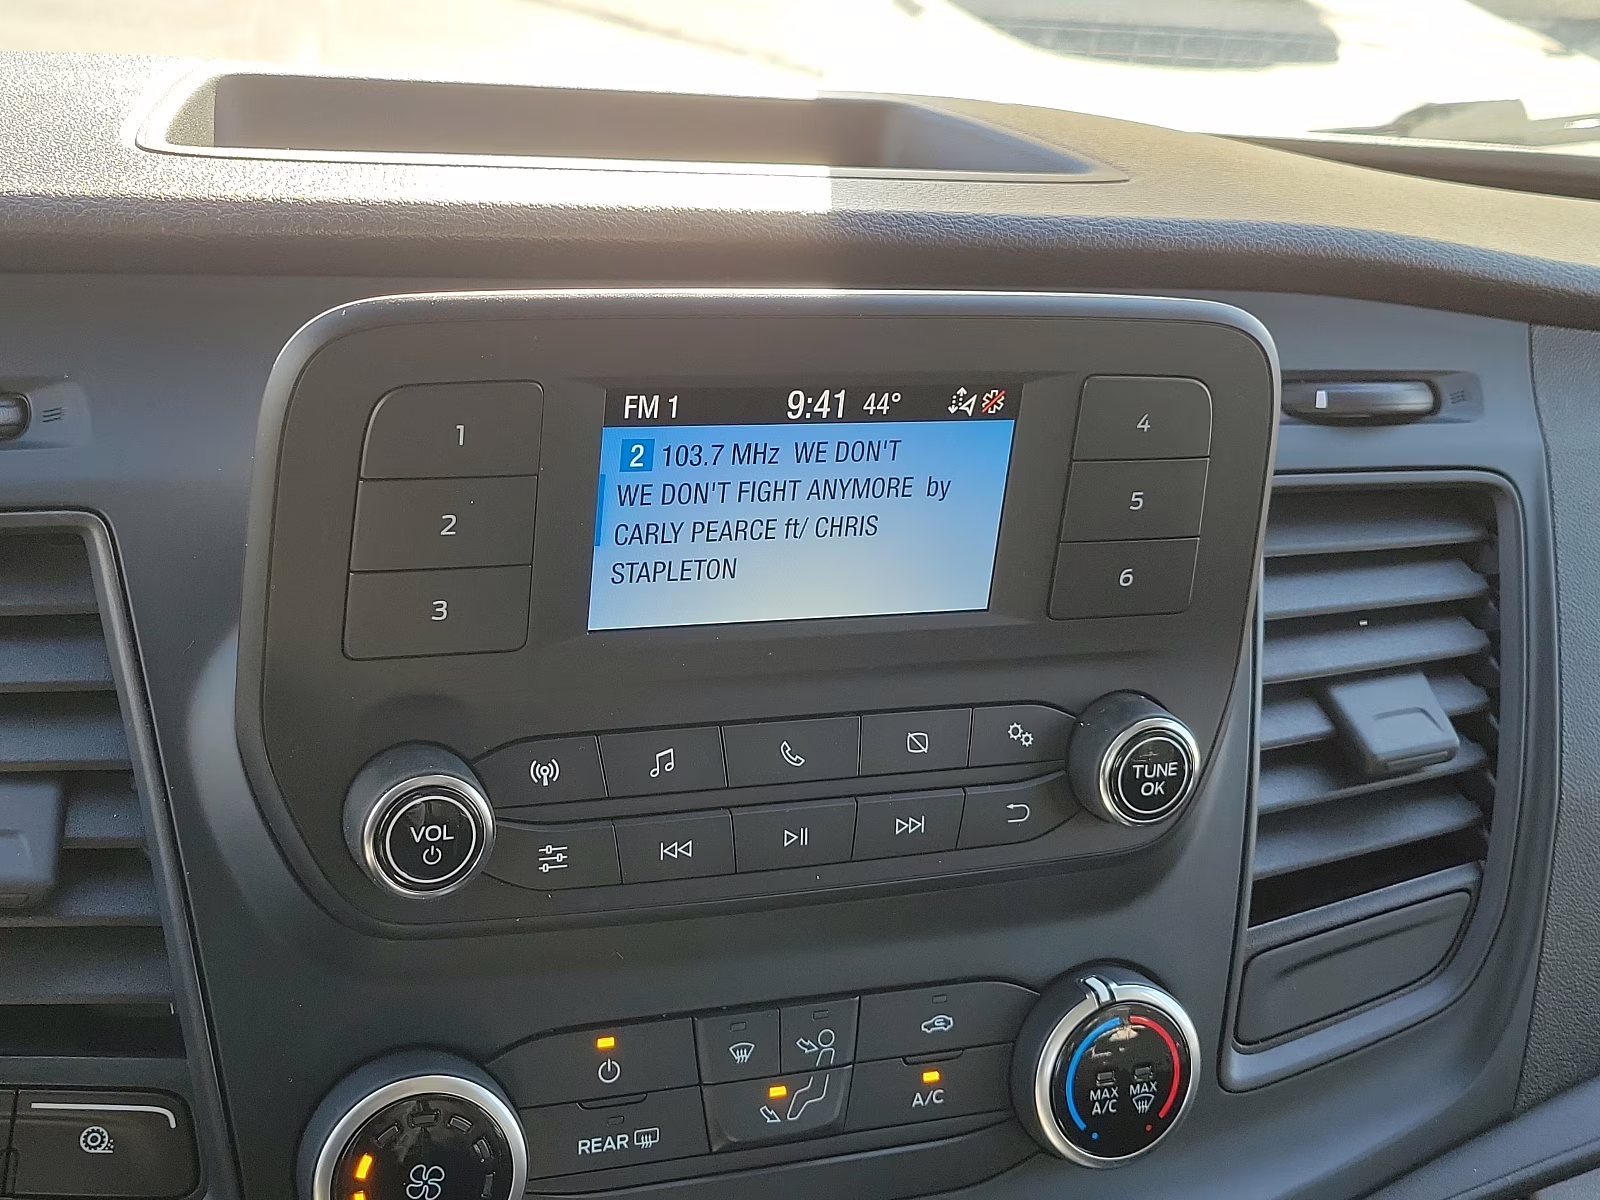 FM 1 9:41 44°
2 103.7 MHz WE DON'T
WE DON'T FIGHT ANYMORE by
CARLY PEARCE ft/ CHRIS
STAPLETON
1
2
3
4
5
6
VOL
TUNE
OK
REAR
A/C
MAX
A/C
MAX